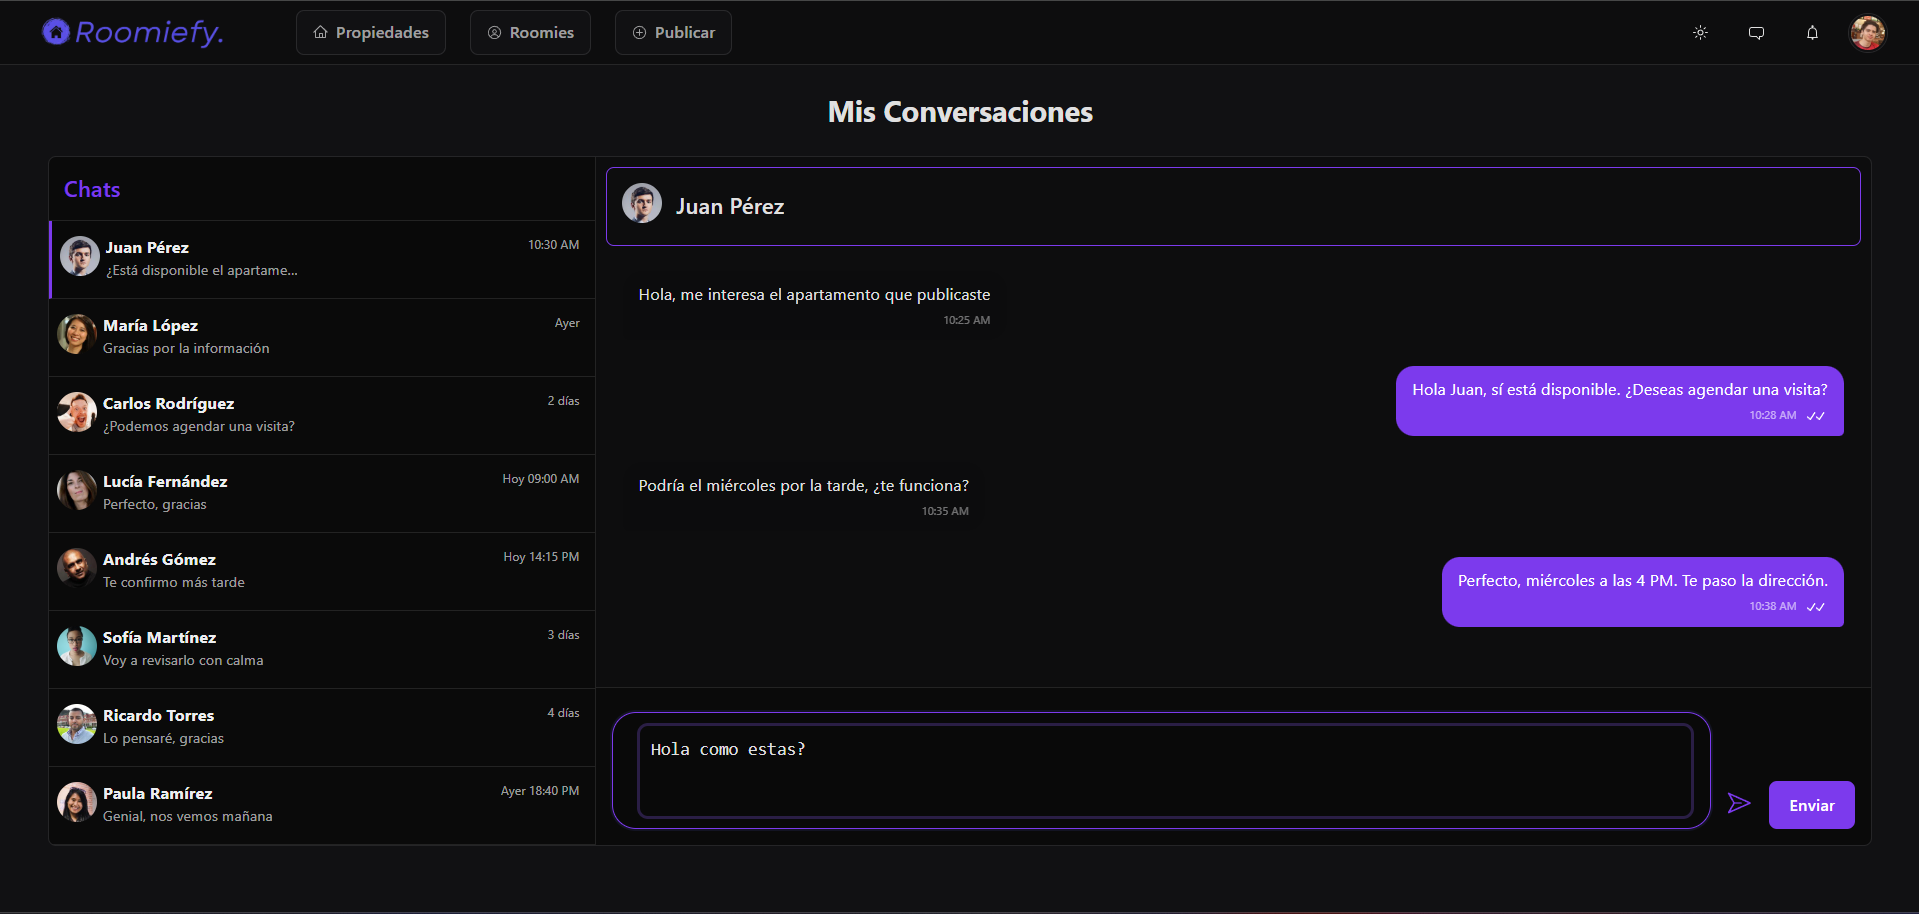 Roomiefy.
Propiedades
Roomies
Publicar
Mis Conversaciones
Chats
Juan Pérez
10:30 AM
¿Está disponible el apartame...
María López
Ayer
Gracias por la información
Carlos Rodríguez
2 días
¿Podemos agendar una visita?
Lucía Fernández
Hoy 09:00 AM
Perfecto, gracias
Andrés Gómez
Hoy 14:15 PM
Te confirmo más tarde
Sofía Martínez
3 días
Voy a revisarlo con calma
Ricardo Torres
4 días
Lo pensaré, gracias
Paula Ramírez
Ayer 18:40 PM
Genial, nos vemos mañana
Juan Pérez
Hola, me interesa el apartamento que publicaste
10:25 AM
Hola Juan, sí está disponible. ¿Deseas agendar una visita?
10:28 AM
Podría el miércoles por la tarde, ¿te funciona?
10:35 AM
Perfecto, miércoles a las 4 PM. Te paso la dirección.
10:38 AM
Hola como estas?
Enviar